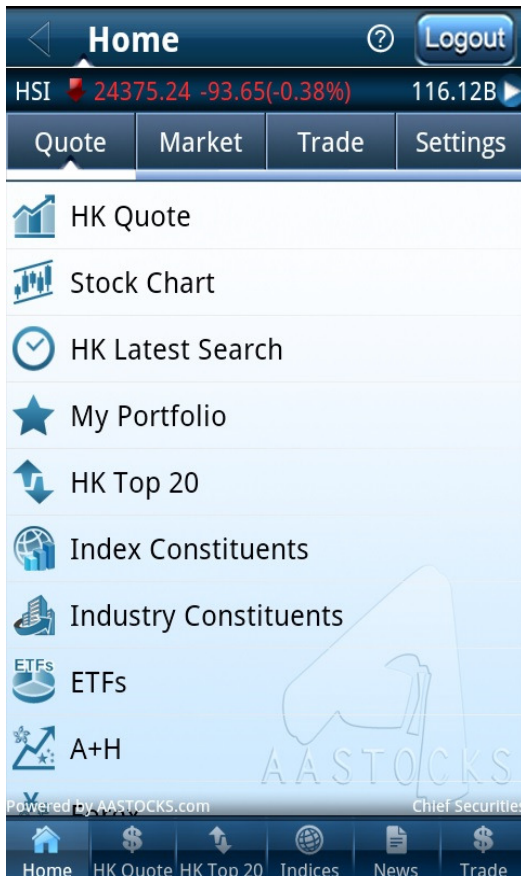 Home
Logout
HSI 24375.24 -93.65(-0.38%) 116.12B
Quote Market Trade Settings
HK Quote
Stock Chart
HK Latest Search
My Portfolio
HK Top 20
Index Constituents
Industry Constituents
ETFs
ETFs
A+H
AASTOCKS
Powered by AASTOCKS.com Chief Securities
Forex
Home HK Quote HK Top 20 Indices News Trade